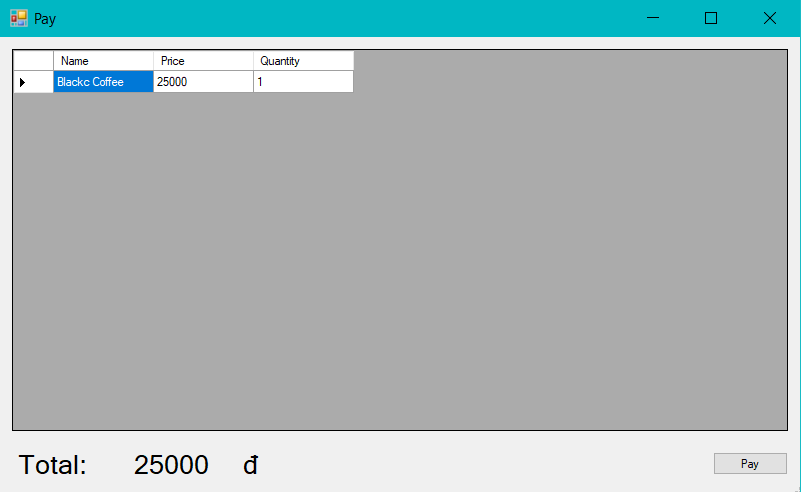 Pay
Name Price Quantity
Blackc Coffee 25000 1
Total: 25000 đ
Pay